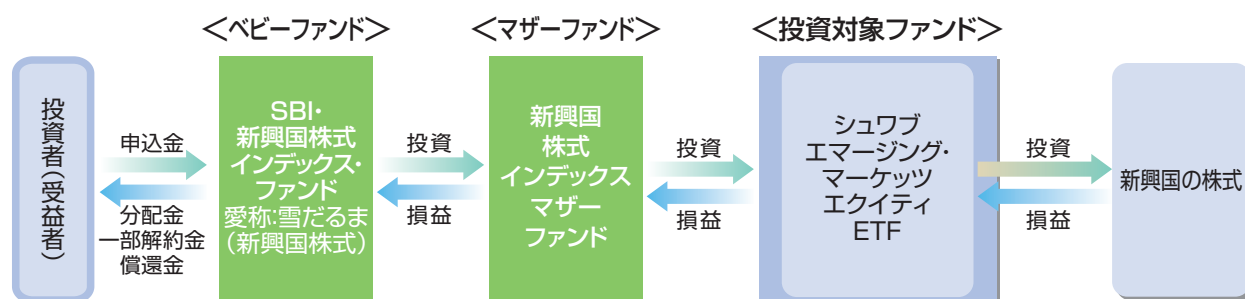 <ベビーファンド>
<マザーファンド>
<投資対象ファンド>
投資者(受益者)
申込金
分配金
一部解約金
償還金
SBI・
新興国株式
インデックス・
ファンド
愛称:雪だるま
(新興国株式)
投資
損益
新興国
株式
インデックス
マザー
ファンド
投資
損益
シュワブ
エマージング・
マーケッツ
エクイティ
ETF
投資
損益
新興国の株式